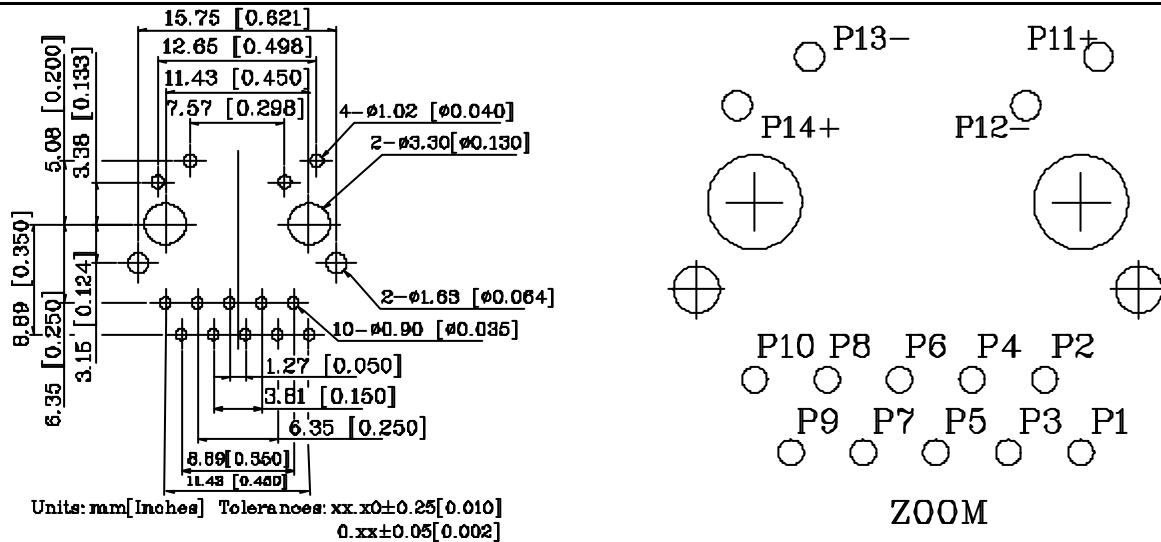 15.75 [0.621]
12.65 [0.498]
11.43 [0.450]
7.57 [0.298]
5.08 [0.200]
3.38 [0.133]
4-ø1.02 [ø0.040]
2-ø3.30[ø0.130]
8.89 [0.350]
6.35 [0.250]
3.15 [0.124]
2-ø1.63 [ø0.064]
10-ø0.90 [ø0.035]
1.27 [0.050]
3.81 [0.150]
6.35 [0.250]
8.89[0.350]
11.43 [0.450]
Units: mm[Inches] Tolerances: xx.x0±0.25[0.010]
0.xx±0.05[0.002]
P13- P11+
P14+ P12-
P10 P8 P6 P4 P2
P9 P7 P5 P3 P1
ZOOM